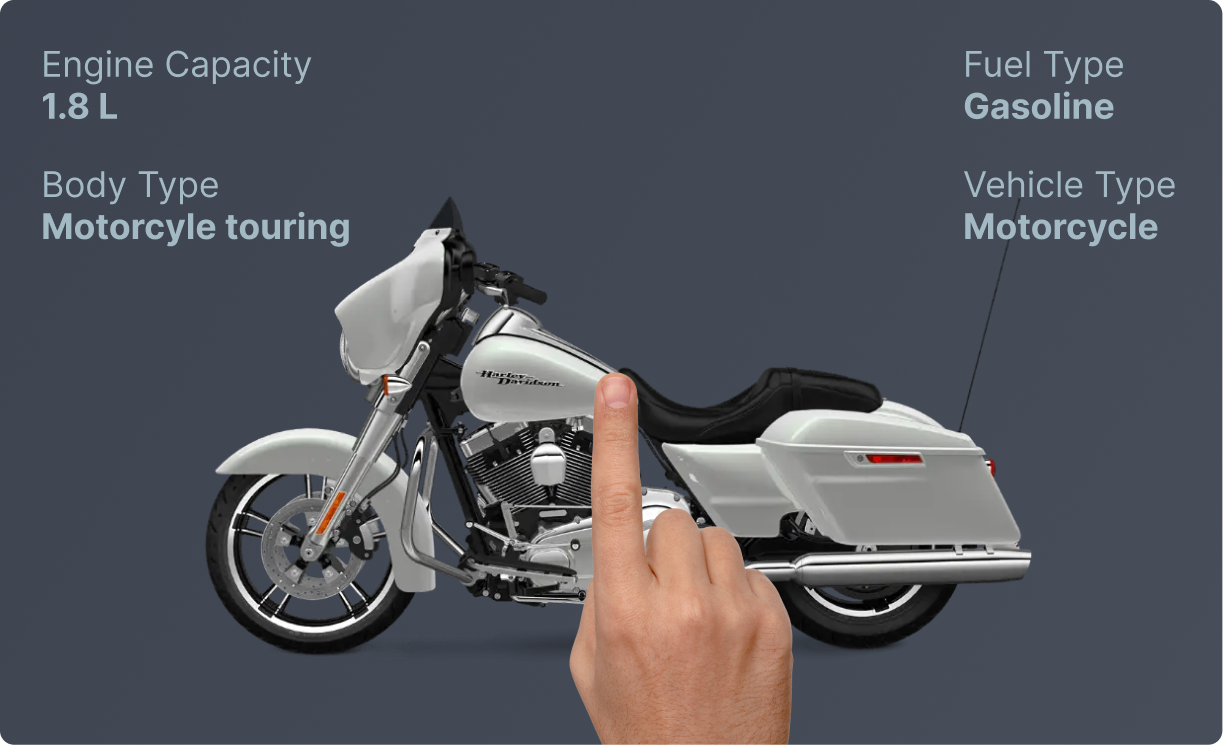 Engine Capacity
1.8 L
Fuel Type
Gasoline
Body Type
Motorcyle touring
Vehicle Type
Motorcycle
Harley-
Davidson